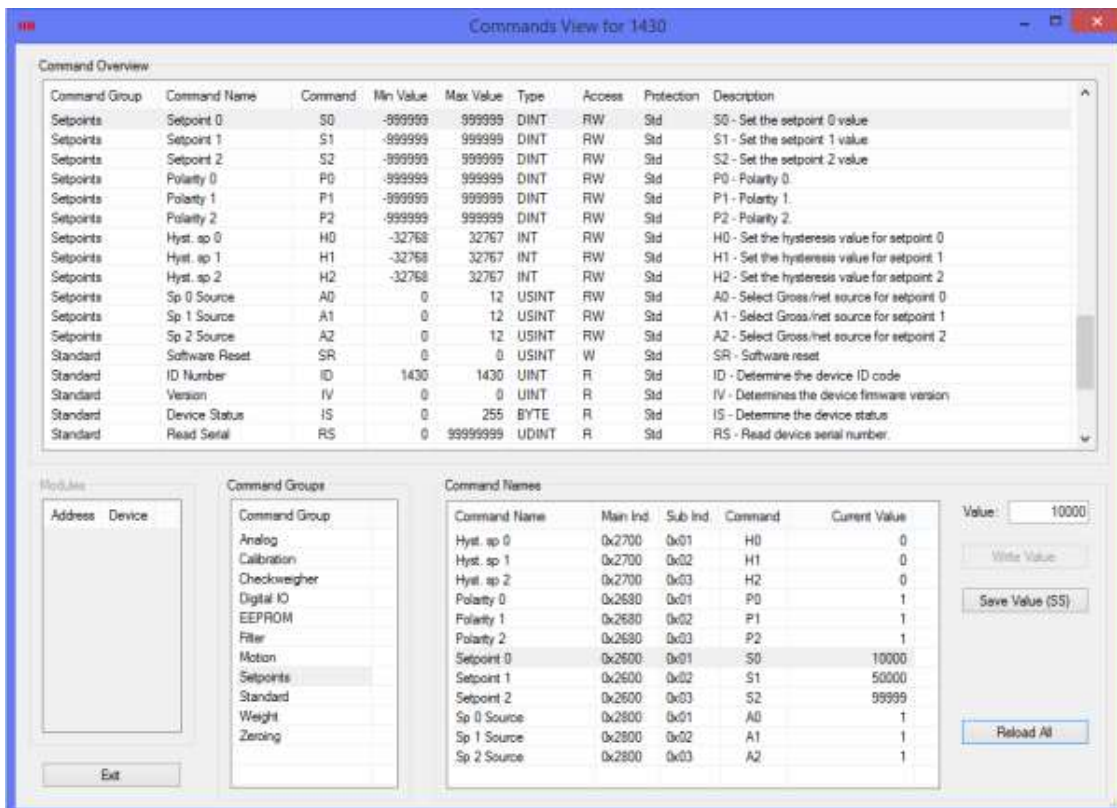 Commands View for 1430
Command Overview
Command Group Command Name Command Min Value Max Value Type Access Protection Description
Setpoints Setpoint 0 S0 -999999 999999 DINT RW Std S0 - Set the setpoint 0 value
Setpoints Setpoint 1 S1 -999999 999999 DINT RW Std S1 - Set the setpoint 1 value
Setpoints Setpoint 2 S2 -999999 999999 DINT RW Std S2 - Set the setpoint 2 value
Setpoints Polarity 0 P0 -999999 999999 DINT RW Std P0 - Polarity 0.
Setpoints Polarity 1 P1 -999999 999999 DINT RW Std P1 - Polarity 1.
Setpoints Polarity 2 P2 -999999 999999 DINT RW Std P2 - Polarity 2.
Setpoints Hyst. sp 0 H0 -32768 32767 INT RW Std H0 - Set the hysteresis value for setpoint 0
Setpoints Hyst. sp 1 H1 -32768 32767 INT RW Std H1 - Set the hysteresis value for setpoint 1
Setpoints Hyst. sp 2 H2 -32768 32767 INT RW Std H2 - Set the hysteresis value for setpoint 2
Setpoints Sp 0 Source A0 0 12 USINT RW Std A0 - Select Gross/net source for setpoint 0
Setpoints Sp 1 Source A1 0 12 USINT RW Std A1 - Select Gross/net source for setpoint 1
Setpoints Sp 2 Source A2 0 12 USINT RW Std A2 - Select Gross/net source for setpoint 2
Standard Software Reset SR 0 0 USINT W Std SR - Software reset
Standard ID Number ID 1430 1430 UINT R Std ID - Determine the device ID code
Standard Version IV 0 0 UINT R Std IV - Determines the device firmware version
Standard Device Status IS 0 255 BYTE R Std IS - Determine the device status
Standard Read Serial RS 0 99999999 UDINT R Std RS - Read device serial number.
Modules
Address Device
Exit
Command Groups
Command Group
Analog
Calibration
Checkweigher
Digital IO
EEPROM
Filter
Motion
Setpoints
Standard
Weight
Zeroing
Command Names
Command Name Main Ind. Sub Ind. Command Current Value
Hyst. sp 0 0x2700 0x01 H0 0
Hyst. sp 1 0x2700 0x02 H1 0
Hyst. sp 2 0x2700 0x03 H2 0
Polarity 0 0x2680 0x01 P0 1
Polarity 1 0x2680 0x02 P1 1
Polarity 2 0x2680 0x03 P2 1
Setpoint 0 0x2600 0x01 S0 10000
Setpoint 1 0x2600 0x02 S1 50000
Setpoint 2 0x2600 0x03 S2 99999
Sp 0 Source 0x2800 0x01 A0 1
Sp 1 Source 0x2800 0x02 A1 1
Sp 2 Source 0x2800 0x03 A2 1
Value: 10000
Write Value
Save Value (SS)
Reload All